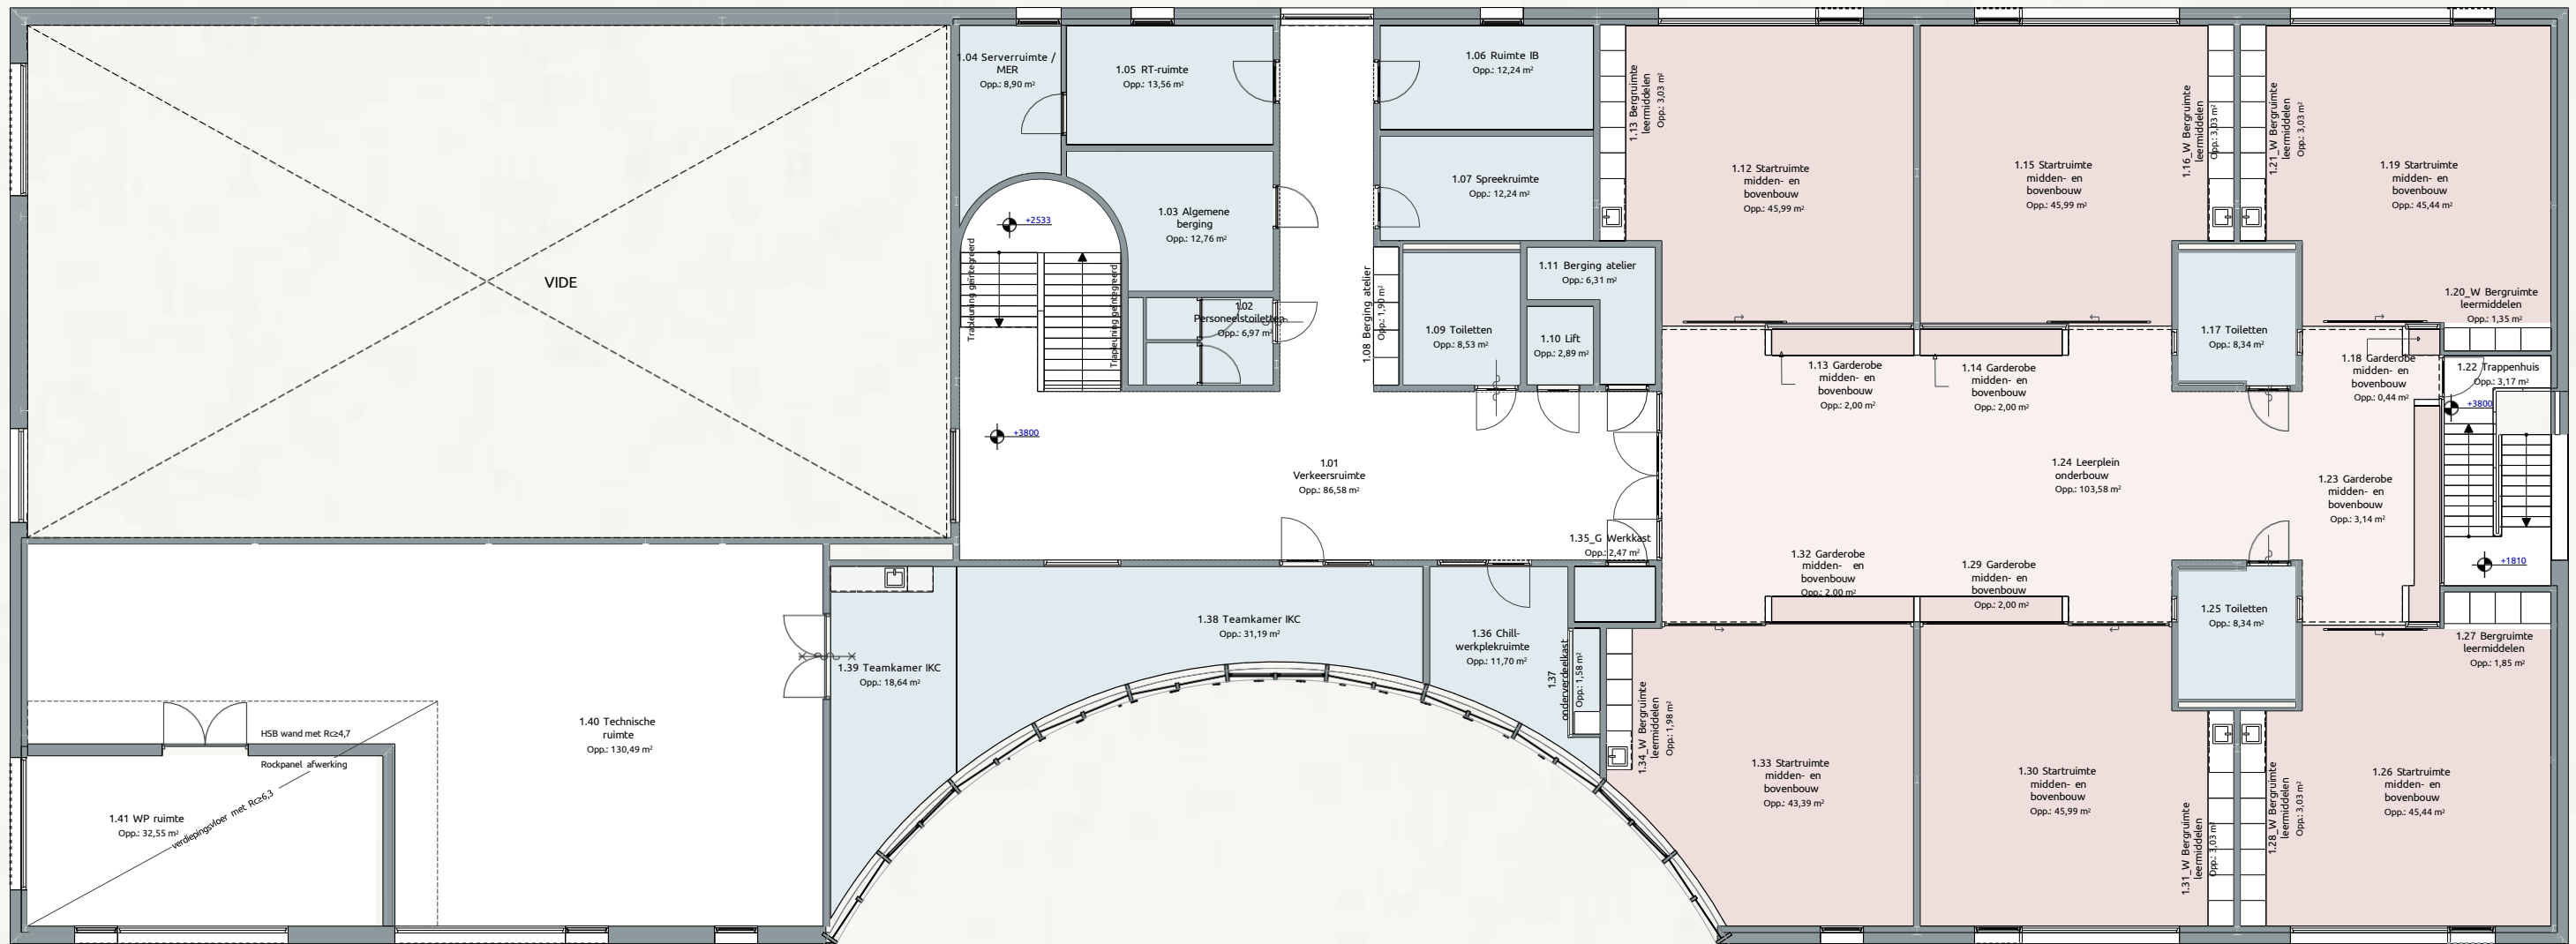 1.04 Serverruimte /
MER
Opp.: 8,90 m²
1.05 RT-ruimte
Opp.: 13,56 m²
1.06 Ruimte IB
Opp.: 12,24 m²
1.07 Spreekruimte
Opp.: 12,24 m²
1.03 Algemene
berging
Opp.: 12,76 m²
+2533
Trapleuning geïntegreerd
Trapleuning geïntegreerd
VIDE
1.02
Personeelstoiletten
Opp.: 6,97 m²
1.08 Berging atelier
Opp.: 1,90 m²
1.09 Toiletten
Opp.: 8,53 m²
1.10 Lift
Opp.: 2,89 m²
1.11 Berging atelier
Opp.: 6,31 m²
1.13 Bergruimte
leermiddelen
Opp.: 3,03 m²
1.12 Startruimte
midden- en
bovenbouw
Opp.: 45,99 m²
1.15 Startruimte
midden- en
bovenbouw
Opp.: 45,99 m²
1.16_W Bergruimte
leermiddelen
Opp.: 3,03 m²
1.21_W Bergruimte
leermiddelen
Opp.: 3,03 m²
1.19 Startruimte
midden- en
bovenbouw
Opp.: 45,44 m²
1.20_W Bergruimte
leermiddelen
Opp.: 1,35 m²
1.17 Toiletten
Opp.: 8,34 m²
1.18 Garderobe
midden- en
bovenbouw
Opp.: 0,44 m²
1.22 Trappenhuis
Opp.: 3,17 m²
+3800
1.13 Garderobe
midden- en
bovenbouw
Opp.: 2,00 m²
1.14 Garderobe
midden- en
bovenbouw
Opp.: 2,00 m²
+3800
1.01
Verkeersruimte
Opp.: 86,58 m²
1.24 Leerplein
onderbouw
Opp.: 103,58 m²
1.23 Garderobe
midden- en
bovenbouw
Opp.: 3,14 m²
+1810
1.35_G Werkkast
Opp.: 2,47 m²
1.32 Garderobe
midden- en
bovenbouw
Opp.: 2,00 m²
1.29 Garderobe
midden- en
bovenbouw
Opp.: 2,00 m²
1.25 Toiletten
Opp.: 8,34 m²
1.27 Bergruimte
leermiddelen
Opp.: 1,85 m²
1.38 Teamkamer IKC
Opp.: 31,19 m²
1.36 Chill-
werkplekruimte
Opp.: 11,70 m²
1.37
onderverdeelkast
Opp.: 1,58 m²
1.39 Teamkamer IKC
Opp.: 18,64 m²
1.34_W Bergruimte
leermiddelen
Opp.: 1,98 m²
1.33 Startruimte
midden- en
bovenbouw
Opp.: 43,39 m²
1.30 Startruimte
midden- en
bovenbouw
Opp.: 45,99 m²
1.31_W Bergruimte
leermiddelen
Opp.: 3,03 m²
1.28_W Bergruimte
leermiddelen
Opp.: 3,03 m²
1.26 Startruimte
midden- en
bovenbouw
Opp.: 45,44 m²
1.40 Technische
ruimte
Opp.: 130,49 m²
HSB wand met Rc≥4,7
Rockpanel afwerking
verdiepingsvloer met Rc≥6,3
1.41 WP ruimte
Opp.: 32,55 m²